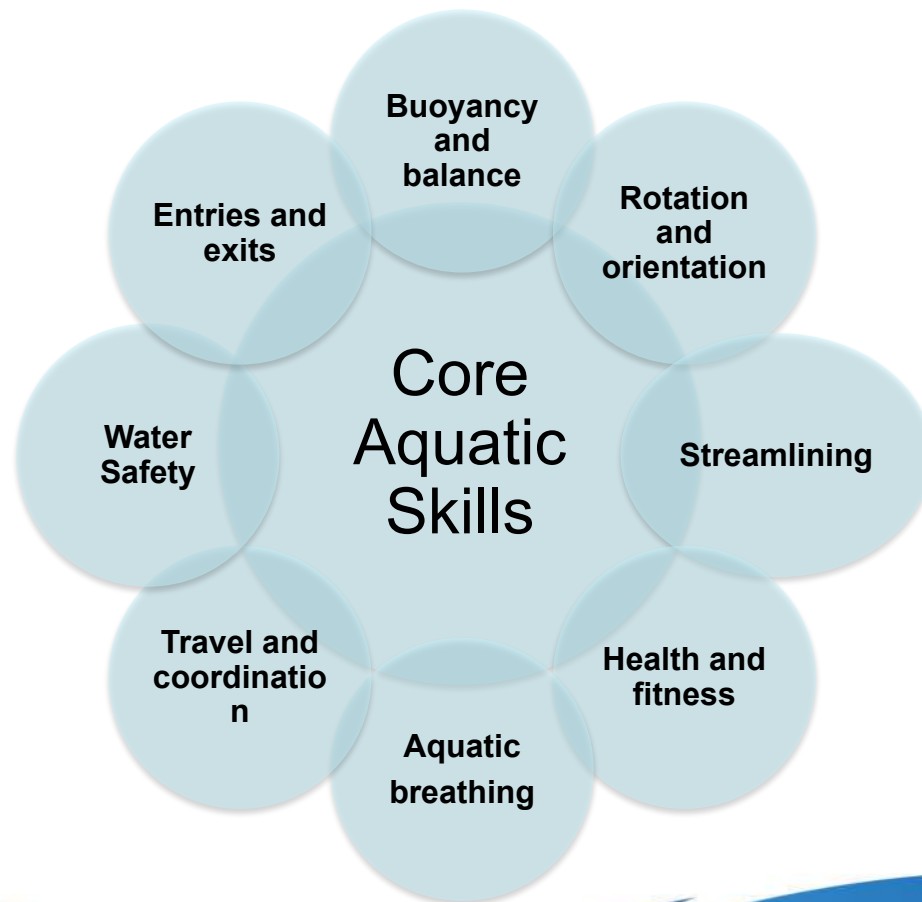 Buoyancy
and
balance
Rotation
and
orientation
Streamlining
Health and
fitness
Aquatic
breathing
Travel and
coordinatio
n
Water
Safety
Entries and
exits
Core
Aquatic
Skills